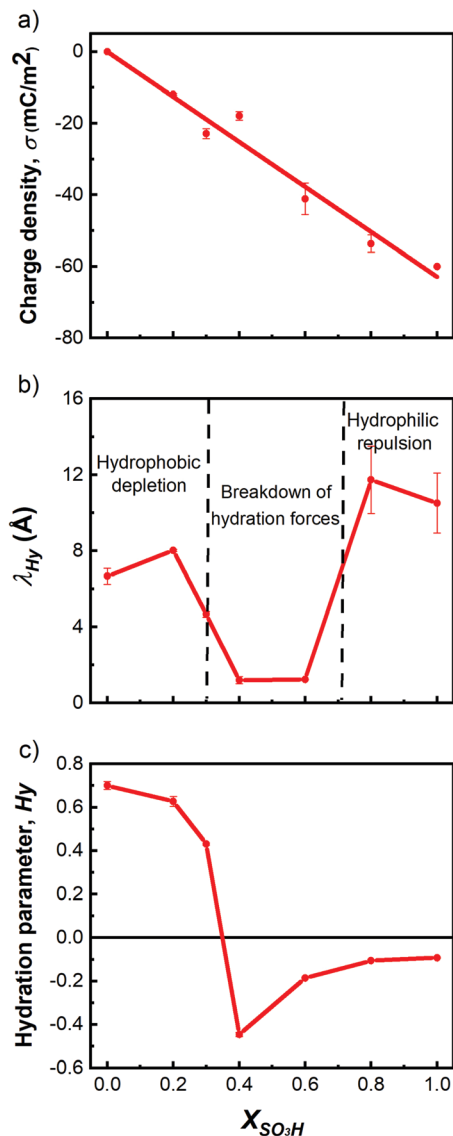 a)
0
-20
-40
-60
-80
Charge density, σ (mC/m²)
b)
16
12
8
4
0
λHy (Å)
Hydrophobic
depletion
Breakdown of
hydration forces
Hydrophilic
repulsion
c)
0.8
0.6
0.4
0.2
0.0
-0.2
-0.4
-0.6
Hydration parameter, Hy
0.0 0.2 0.4 0.6 0.8 1.0
XSO₃H